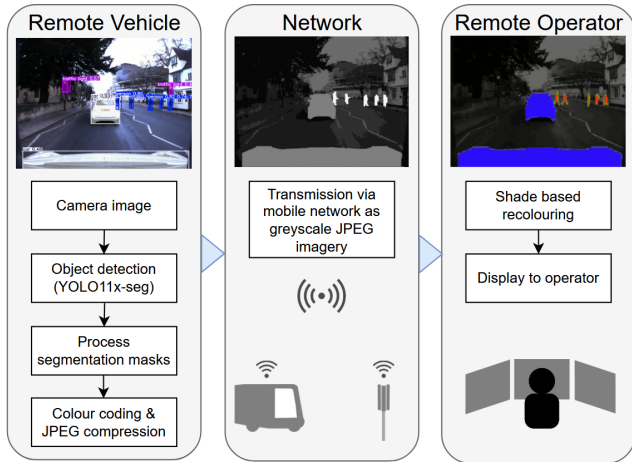 Remote Vehicle
Camera image
Object detection
(YOLO11x-seg)
Process
segmentation masks
Colour coding &
JPEG compression
Network
Transmission via
mobile network as
greyscale JPEG
imagery
Remote Operator
Shade based
recolouring
Display to operator